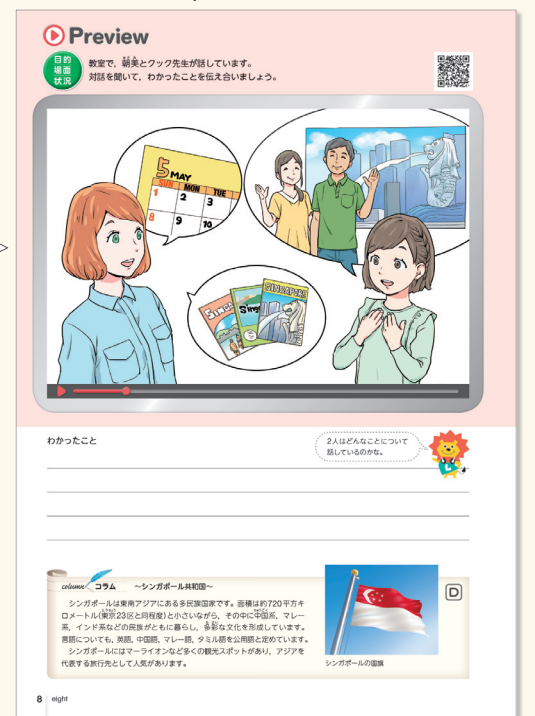 Preview
目的
場面
状況
教室で，朝美とクック先生が話しています。
対話を聞いて，わかったことを伝え合いましょう。
5 MAY
SUN MON TUE
1 2 3
8 9 10
SINGAPORE
わかったこと
2人はどんなことについて
話しているのかな。
column コラム ～シンガポール共和国～
シンガポールは東南アジアにある多民族国家です。面積は約720平方キ
ロメートル(東京23区と同程度)と小さいながら，その中に中国系，マレー
系，インド系などの民族がともに暮らし，多彩な文化を形成しています。
言語についても，英語，中国語，マレー語，タミル語を公用語と定めています。
シンガポールにはマーライオンなど多くの観光スポットがあり，アジアを
代表する旅行先として人気があります。
D
シンガポールの国旗
8 eight